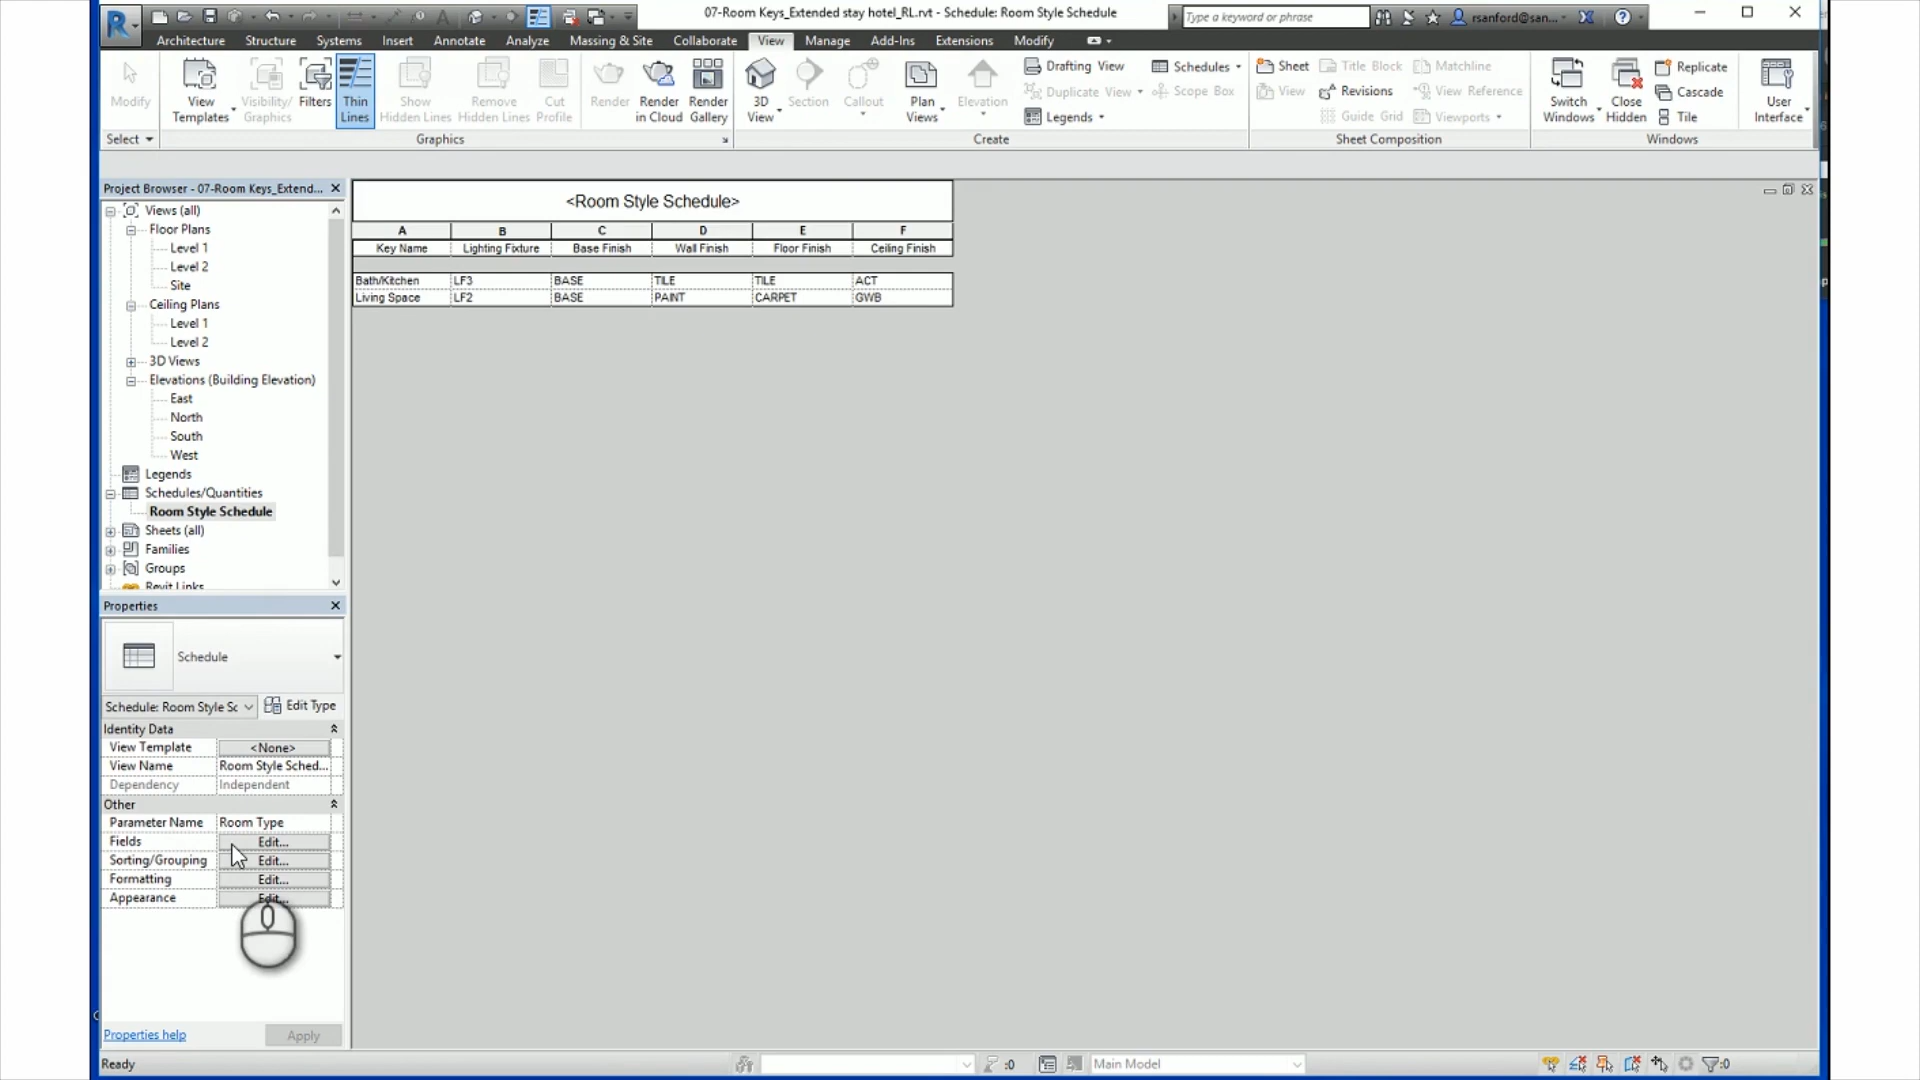 07-Room Keys_Extended stay hotel_RL.rvt - Schedule: Room Style Schedule
Type a keyword or phrase
rsanford@san...
Architecture Structure Systems Insert Annotate Analyze Massing & Site Collaborate View Manage Add-Ins Extensions Modify
Modify
View Templates
Visibility/ Graphics
Filters
Thin Lines
Show Hidden Lines
Remove Hidden Lines
Cut Profile
Render
Render in Cloud
Render Gallery
3D View
Section
Callout
Plan Views
Elevation
Drafting View
Duplicate View
Legends
Schedules
Scope Box
Sheet
View
Title Block
Revisions
Guide Grid
Matchline
View Reference
Viewports
Switch Windows
Close Hidden
Replicate
Cascade
Tile
User Interface
Select Graphics Create Sheet Composition Windows
Project Browser - 07-Room Keys_Extend...
Views (all)
Floor Plans
Level 1
Level 2
Site
Ceiling Plans
Level 1
Level 2
3D Views
Elevations (Building Elevation)
East
North
South
West
Legends
Schedules/Quantities
Room Style Schedule
Sheets (all)
Families
Groups
Revit Links
<Room Style Schedule>
A B C D E F
Key Name Lighting Fixture Base Finish Wall Finish Floor Finish Ceiling Finish
Bath/Kitchen LF3 BASE TILE TILE ACT
Living Space LF2 BASE PAINT CARPET GWB
Properties
Schedule
Schedule: Room Style Sc Edit Type
Identity Data
View Template <None>
View Name Room Style Sched...
Dependency Independent
Other
Parameter Name Room Type
Fields Edit...
Sorting/Grouping Edit...
Formatting Edit...
Appearance Edit...
Properties help Apply
Ready :0 Main Model :0